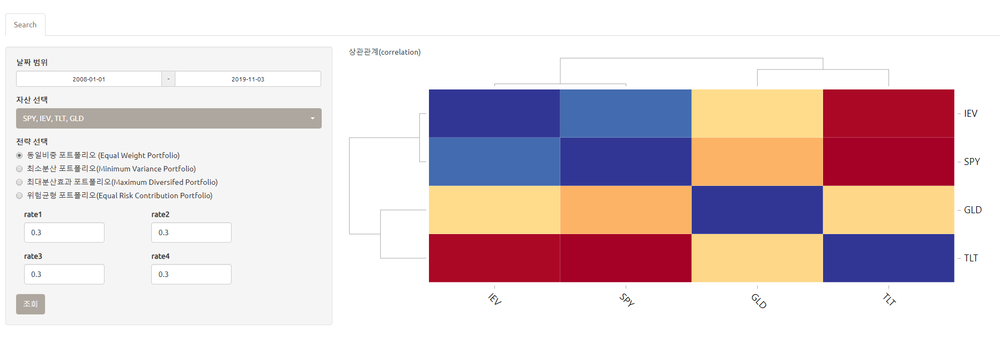 Search
날짜 범위
2008-01-01 - 2019-11-03
자산 선택
SPY, IEV, TLT, GLD
전략 선택
동일비중 포트폴리오 (Equal Weight Portfolio)
최소분산 포트폴리오(Minimum Variance Portfolio)
최대분산효과 포트폴리오(Maximum Diversifed Portfolio)
위험균형 포트폴리오(Equal Risk Contribution Portfolio)
rate1 rate2
0.3 0.3
rate3 rate4
0.3 0.3
조회
상관관계(correlation)
IEV
SPY
GLD
TLT
IEV SPY GLD TLT